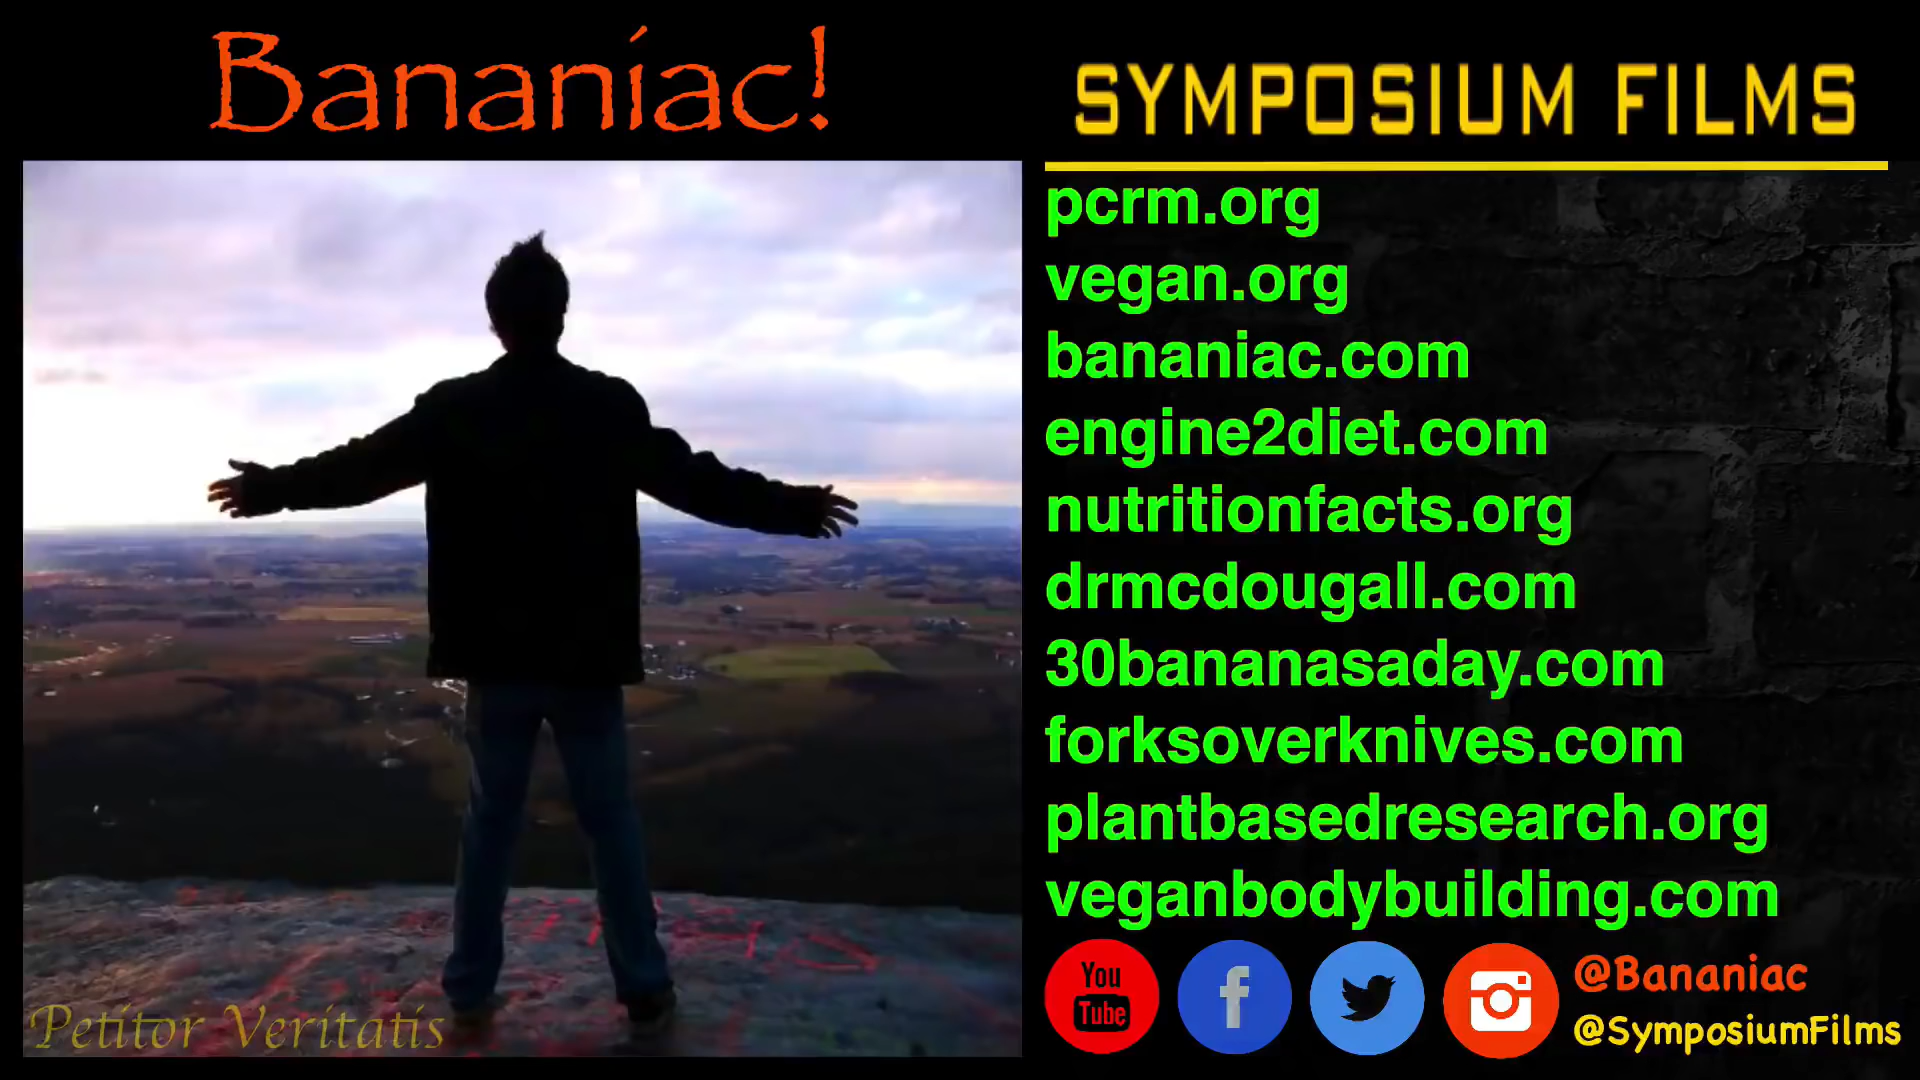 Bananiac!
SYMPOSIUM FILMS
pcrm.org
vegan.org
bananiac.com
engine2diet.com
nutritionfacts.org
drmcdougall.com
30bananasaday.com
forksoverknives.com
plantbasedresearch.org
veganbodybuilding.com
You
Tube
f
@Bananiac
@SymposiumFilms
Petitor Veritatis